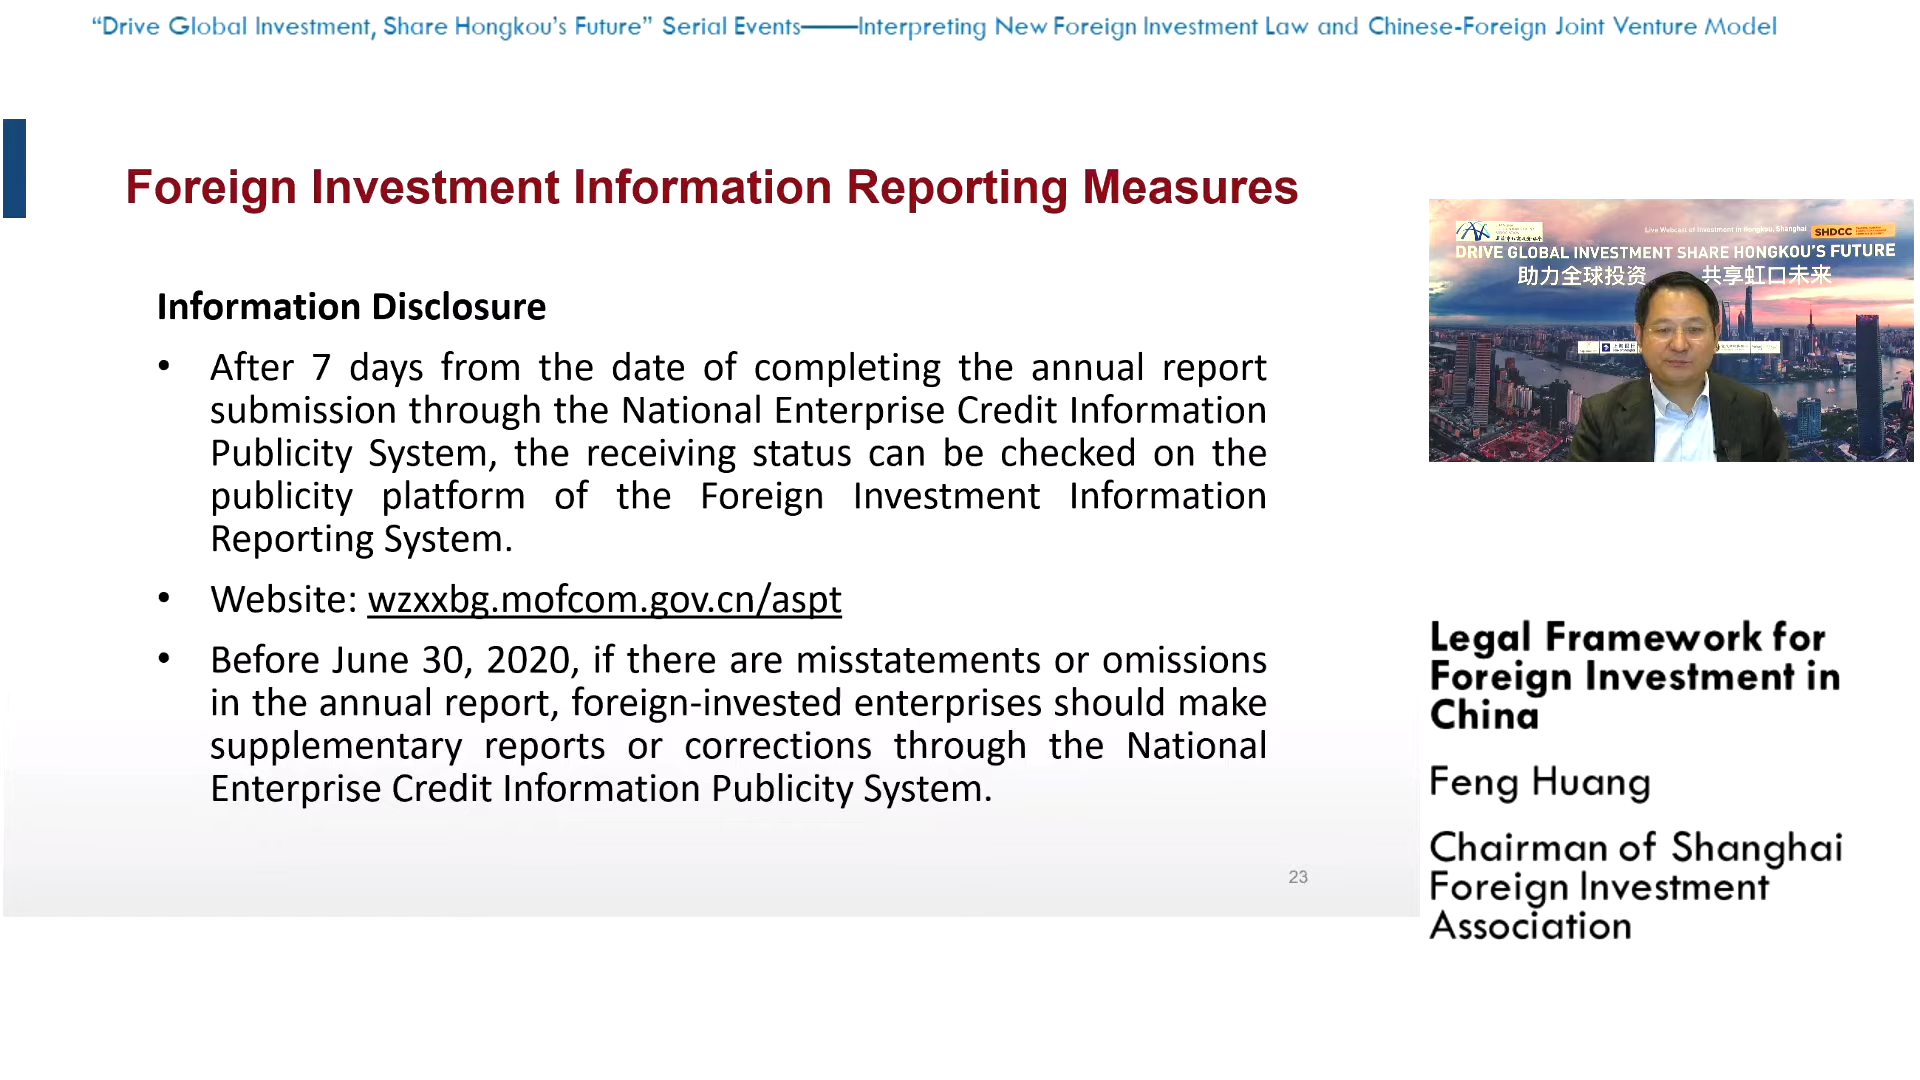 “Drive Global Investment, Share Hongkou’s Future” Serial Events——Interpreting New Foreign Investment Law and Chinese-Foreign Joint Venture Model
Foreign Investment Information Reporting Measures
Information Disclosure
• After 7 days from the date of completing the annual report
submission through the National Enterprise Credit Information
Publicity System, the receiving status can be checked on the
publicity platform of the Foreign Investment Information
Reporting System.
• Website: wzxxbg.mofcom.gov.cn/aspt
• Before June 30, 2020, if there are misstatements or omissions
in the annual report, foreign-invested enterprises should make
supplementary reports or corrections through the National
Enterprise Credit Information Publicity System.
23
Live Webcast of Investment in Hongkou, Shanghai
SHDCC
DRIVE GLOBAL INVESTMENT SHARE HONGKOU’S FUTURE
助力全球投资 共享虹口未来
Legal Framework for
Foreign Investment in
China
Feng Huang
Chairman of Shanghai
Foreign Investment
Association